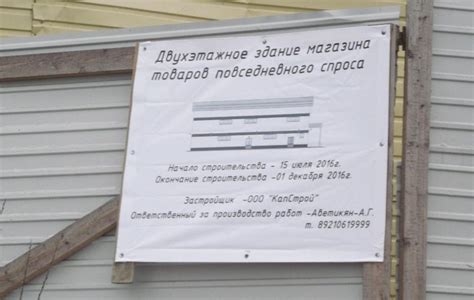 Двухэтажное здание магазина
товаров повседневного спроса
Начало строительства - 15 июля 2016г.
Окончание строительства -01 декабря 2016г.
Застройщик -ООО "КапСтрой"
Ответственный за производство работ -Аветикян-А.Г.
т. 89210619999